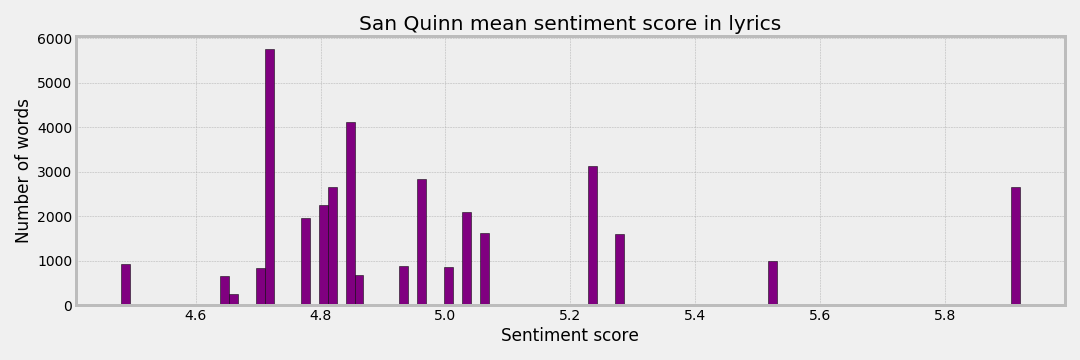 San Quinn mean sentiment score in lyrics
Number of words
6000
5000
4000
3000
2000
1000
0
4.6 4.8 5.0 5.2 5.4 5.6 5.8
Sentiment score